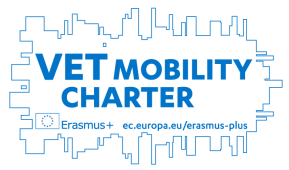 VET MOBILITY
CHARTER
Erasmus+ ec.europa.eu/erasmus-plus